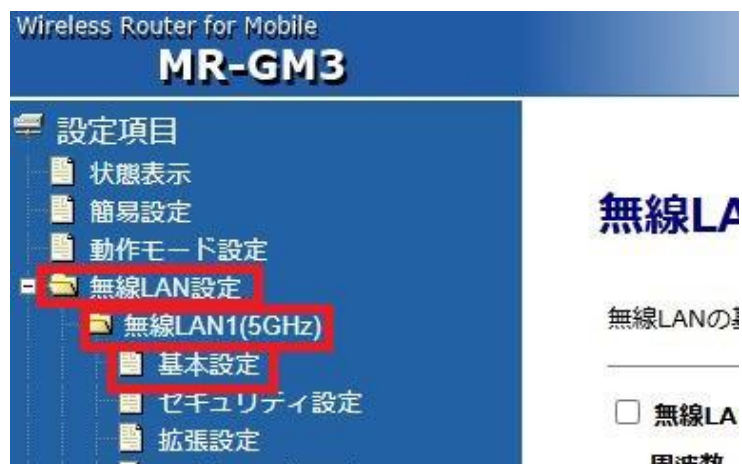 Wireless Router for Mobile
MR-GM3
設定項目
状態表示
簡易設定
動作モード設定
無線LAN設定
無線LAN1(5GHz)
基本設定
セキュリティ設定
拡張設定
無線LA
無線LANの
無線LA
周波数